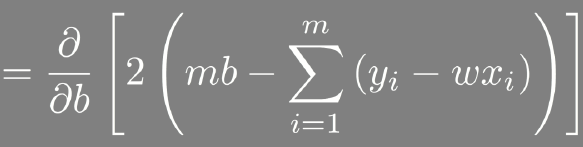 = ∂/∂b [ 2 ( mb − ∑_{i=1}^{m} (y_i − wx_i) ) ]